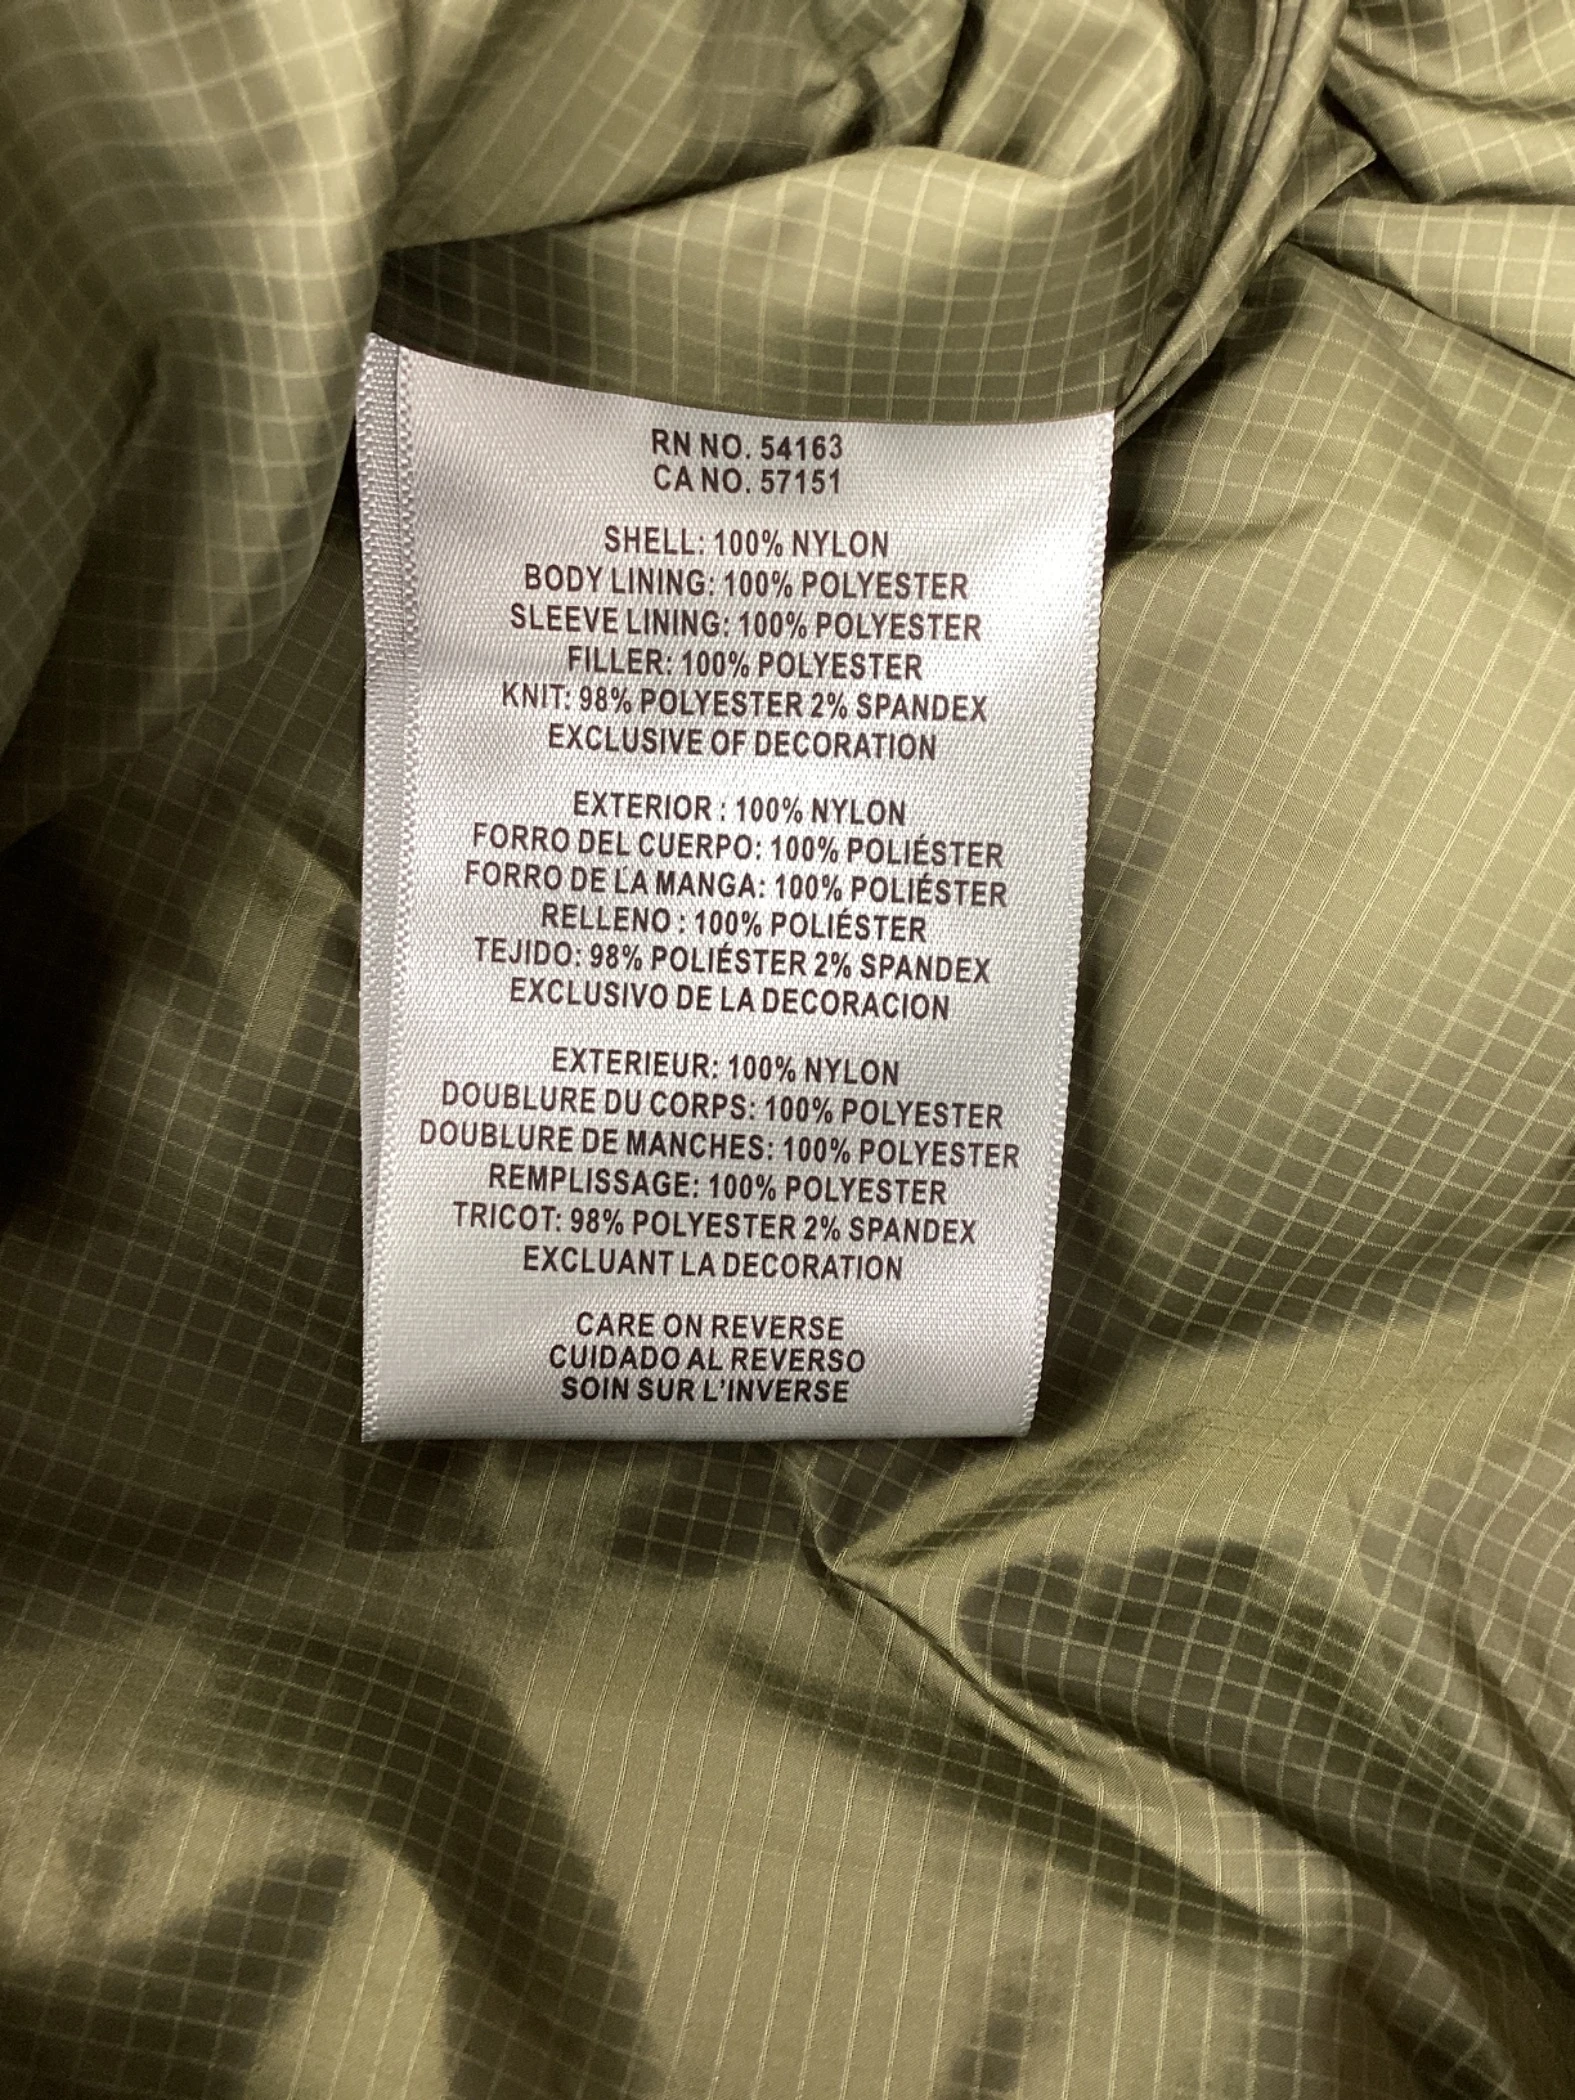 RN NO. 54163
CA NO. 57151
SHELL: 100% NYLON
BODY LINING: 100% POLYESTER
SLEEVE LINING: 100% POLYESTER
FILLER: 100% POLYESTER
KNIT: 98% POLYESTER 2% SPANDEX
EXCLUSIVE OF DECORATION
EXTERIOR : 100% NYLON
FORRO DEL CUERPO: 100% POLIÉSTER
FORRO DE LA MANGA: 100% POLIÉSTER
RELLENO : 100% POLIÉSTER
TEJIDO: 98% POLIÉSTER 2% SPANDEX
EXCLUSIVO DE LA DECORACION
EXTERIEUR: 100% NYLON
DOUBLURE DU CORPS: 100% POLYESTER
DOUBLURE DE MANCHES: 100% POLYESTER
REMPLISSAGE: 100% POLYESTER
TRICOT: 98% POLYESTER 2% SPANDEX
EXCLUANT LA DECORATION
CARE ON REVERSE
CUIDADO AL REVERSO
SOIN SUR L'INVERSE